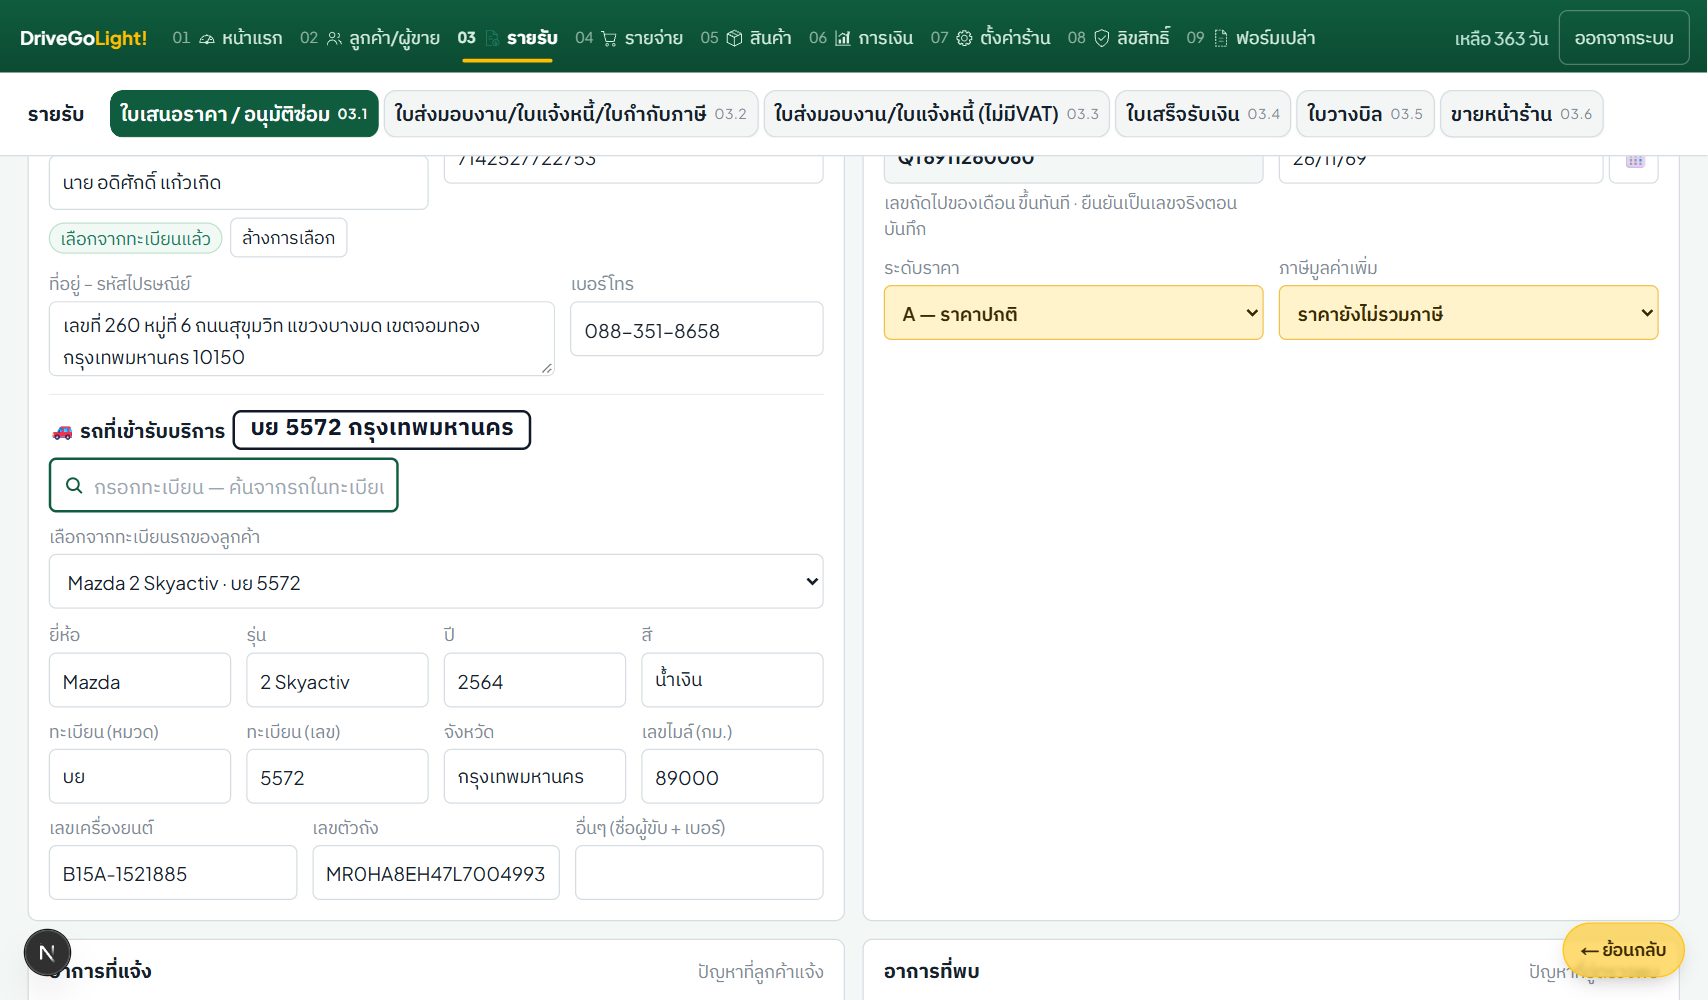 DriveGoLight!
01 หน้าแรก
02 ลูกค้า/ผู้ขาย
03 รายรับ
04 รายจ่าย
05 สินค้า
06 การเงิน
07 ตั้งค่าร้าน
08 ลิขสิทธิ์
09 ฟอร์มเปล่า
เหลือ 363 วัน
ออกจากระบบ
รายรับ
ใบเสนอราคา / อนุมัติซ่อม 03.1
ใบส่งมอบงาน/ใบแจ้งหนี้/ใบกำกับภาษี 03.2
ใบส่งมอบงาน/ใบแจ้งหนี้ (ไม่มีVAT) 03.3
ใบเสร็จรับเงิน 03.4
ใบวางบิล 03.5
ขายหน้าร้าน 03.6
นาย อดิศักดิ์ แก้วเกิด
7142527722753
เลือกจากทะเบียนแล้ว
ล้างการเลือก
ที่อยู่ – รหัสไปรษณีย์
เลขที่ 260 หมู่ที่ 6 ถนนสุขุมวิท แขวงบางมด เขตจอมทอง
กรุงเทพมหานคร 10150
เบอร์โทร
088-351-8658
รถที่เข้ารับบริการ
บย 5572 กรุงเทพมหานคร
กรอกทะเบียน — ค้นจากรถในทะเบีย
เลือกจากทะเบียนรถของลูกค้า
Mazda 2 Skyactiv · บย 5572
ยี่ห้อ
รุ่น
ปี
สี
Mazda
2 Skyactiv
2564
น้ำเงิน
ทะเบียน (หมวด)
ทะเบียน (เลข)
จังหวัด
เลขไมล์ (กม.)
บย
5572
กรุงเทพมหานคร
89000
เลขเครื่องยนต์
เลขตัวถัง
อื่นๆ (ชื่อผู้ขับ + เบอร์)
B15A-1521885
MR0HA8EH47L7004993
QT6911260060
26/11/69
เลขถัดไปของเดือน ขึ้นทันที · ยืนยันเป็นเลขจริงตอน
บันทึก
ระดับราคา
ภาษีมูลค่าเพิ่ม
A — ราคาปกติ
ราคายังไม่รวมภาษี
อาการที่แจ้ง
ปัญหาที่ลูกค้าแจ้ง
อาการที่พบ
← ย้อนกลับ
N